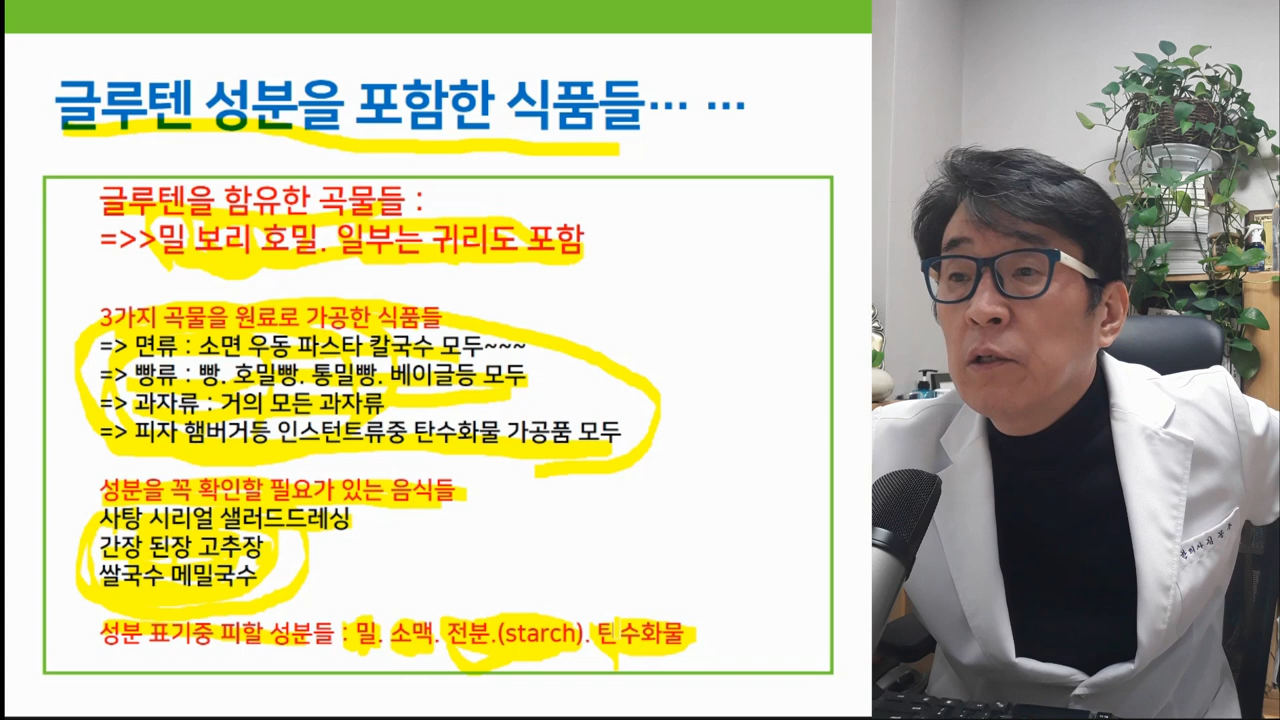 글루텐 성분을 포함한 식품들… …
글루텐을 함유한 곡물들 :
=>>밀 보리 호밀. 일부는 귀리도 포함
3가지 곡물을 원료로 가공한 식품들
=> 면류 : 소면 우동 파스타 칼국수 모두~~~
=> 빵류 : 빵. 호밀빵. 통밀빵. 베이글등 모두
=> 과자류 : 거의 모든 과자류
=> 피자 햄버거등 인스턴트류중 탄수화물 가공품 모두
성분을 꼭 확인할 필요가 있는 음식들
사탕 시리얼 샐러드드레싱
간장 된장 고추장
쌀국수 메밀국수
성분 표기중 피할 성분들 : 밀. 소맥. 전분.(starch). 탄수화물